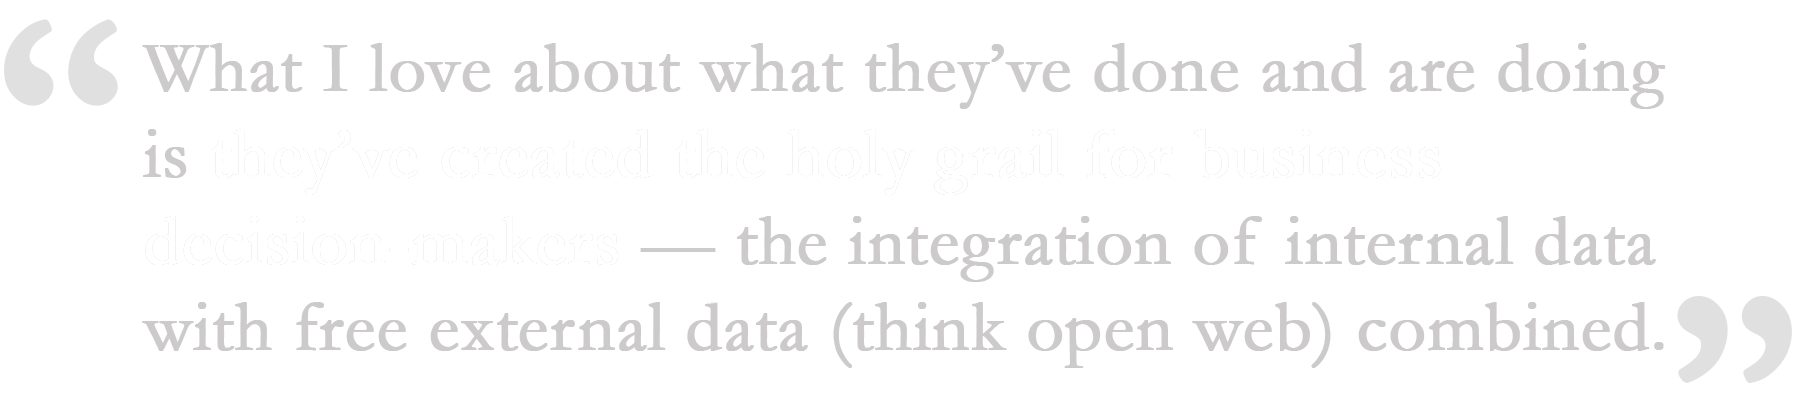 “What I love about what they’ve done and are doing
is they’ve created the holy grail for business
decision makers — the integration of internal data
with free external data (think open web) combined.”